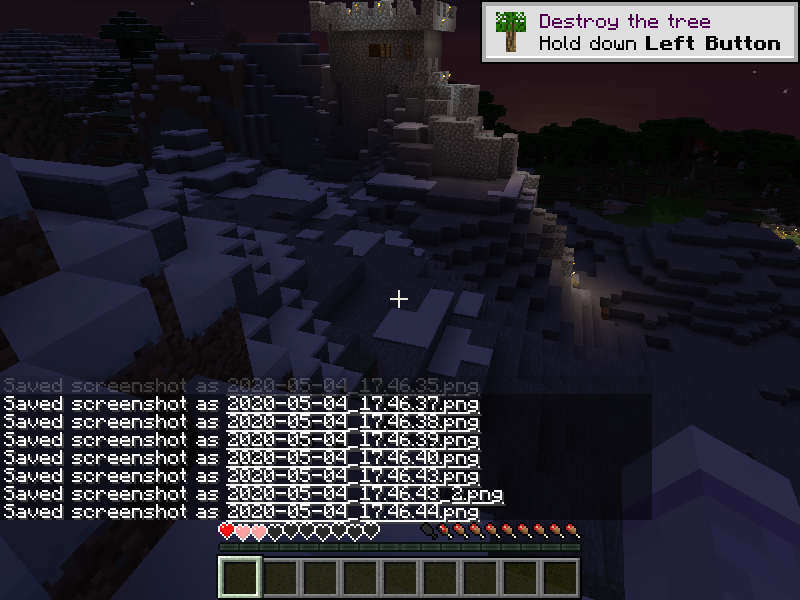 Destroy the tree
Hold down Left Button
Saved screenshot as 2020-05-04_17.46.35.png
Saved screenshot as 2020-05-04_17.46.37.png
Saved screenshot as 2020-05-04_17.46.38.png
Saved screenshot as 2020-05-04_17.46.39.png
Saved screenshot as 2020-05-04_17.46.40.png
Saved screenshot as 2020-05-04_17.46.43.png
Saved screenshot as 2020-05-04_17.46.43_2.png
Saved screenshot as 2020-05-04_17.46.44.png